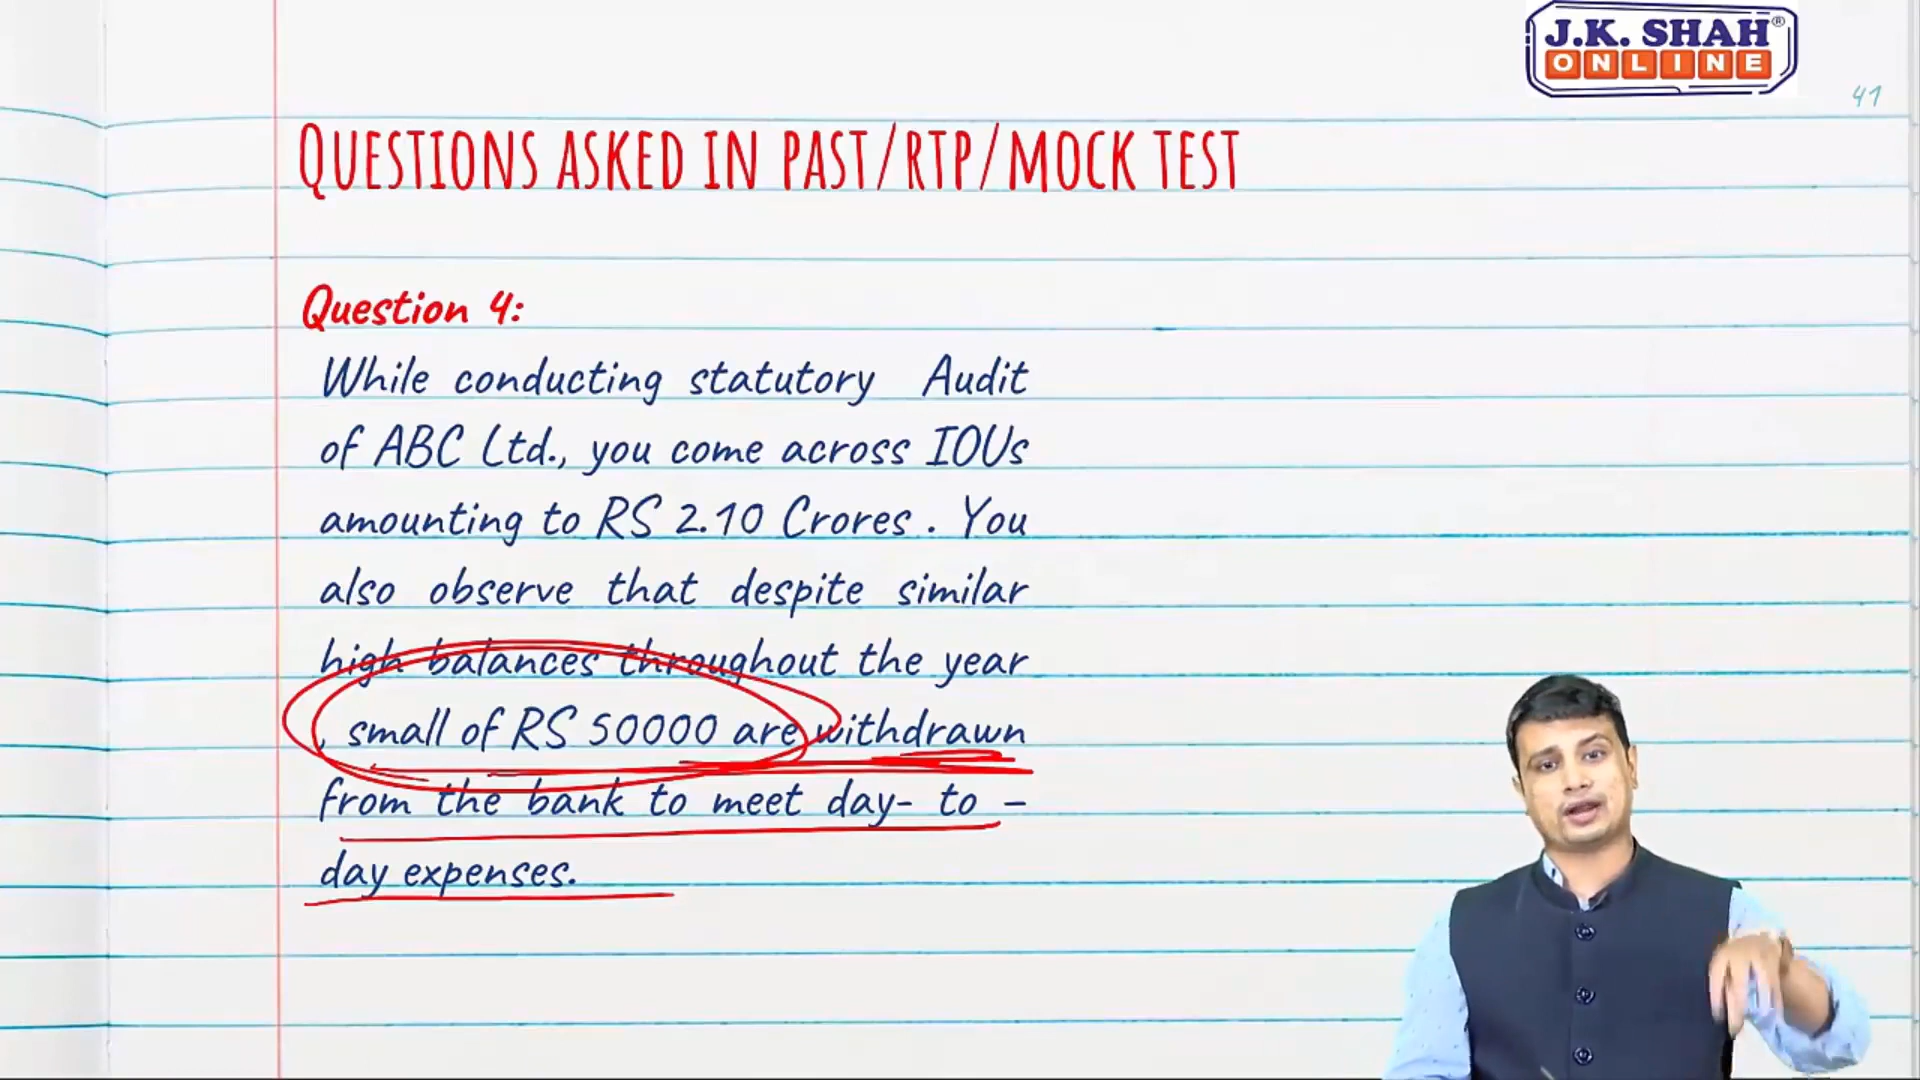 J.K. SHAH®
ONLINE
41
QUESTIONS ASKED IN PAST/RTP/MOCK TEST
Question 4:
While conducting statutory Audit
of ABC Ltd., you come across IOUs
amounting to RS 2.10 Crores . You
also observe that despite similar
high balances throughout the year
, small of RS 50000 are withdrawn
from the bank to meet day- to –
day expenses.